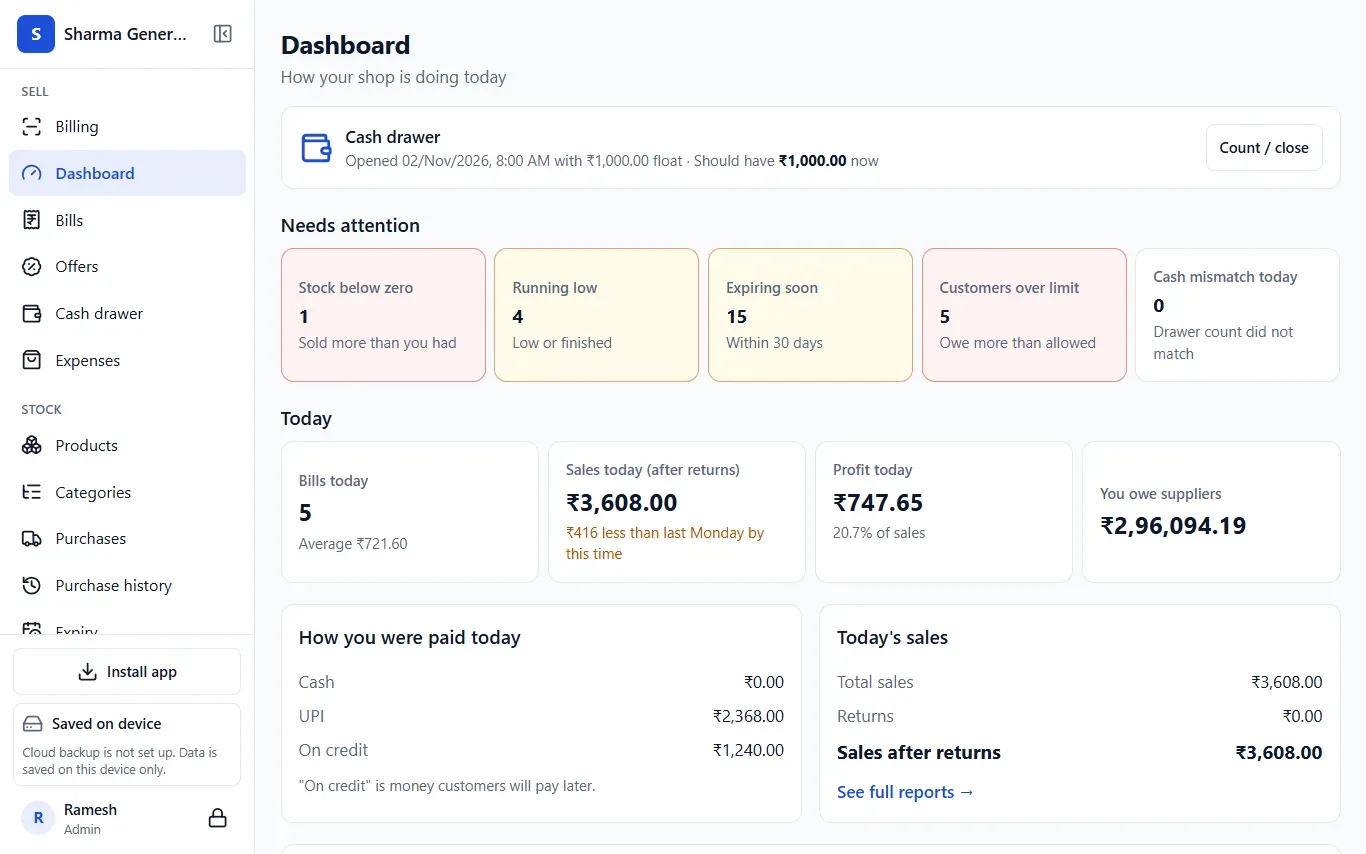 S
Sharma Gener...
SELL
Billing
Dashboard
Bills
Offers
Cash drawer
Expenses
STOCK
Products
Categories
Purchases
Purchase history
Expiry
Install app
Saved on device
Cloud backup is not set up. Data is
saved on this device only.
R
Ramesh
Admin
Dashboard
How your shop is doing today
Cash drawer
Opened 02/Nov/2026, 8:00 AM with ₹1,000.00 float · Should have ₹1,000.00 now
Count / close
Needs attention
Stock below zero
1
Sold more than you had
Running low
4
Low or finished
Expiring soon
15
Within 30 days
Customers over limit
5
Owe more than allowed
Cash mismatch today
0
Drawer count did not
match
Today
Bills today
5
Average ₹721.60
Sales today (after returns)
₹3,608.00
₹416 less than last Monday by
this time
Profit today
₹747.65
20.7% of sales
You owe suppliers
₹2,96,094.19
How you were paid today
Cash ₹0.00
UPI ₹2,368.00
On credit ₹1,240.00
"On credit" is money customers will pay later.
Today's sales
Total sales ₹3,608.00
Returns ₹0.00
Sales after returns ₹3,608.00
See full reports →